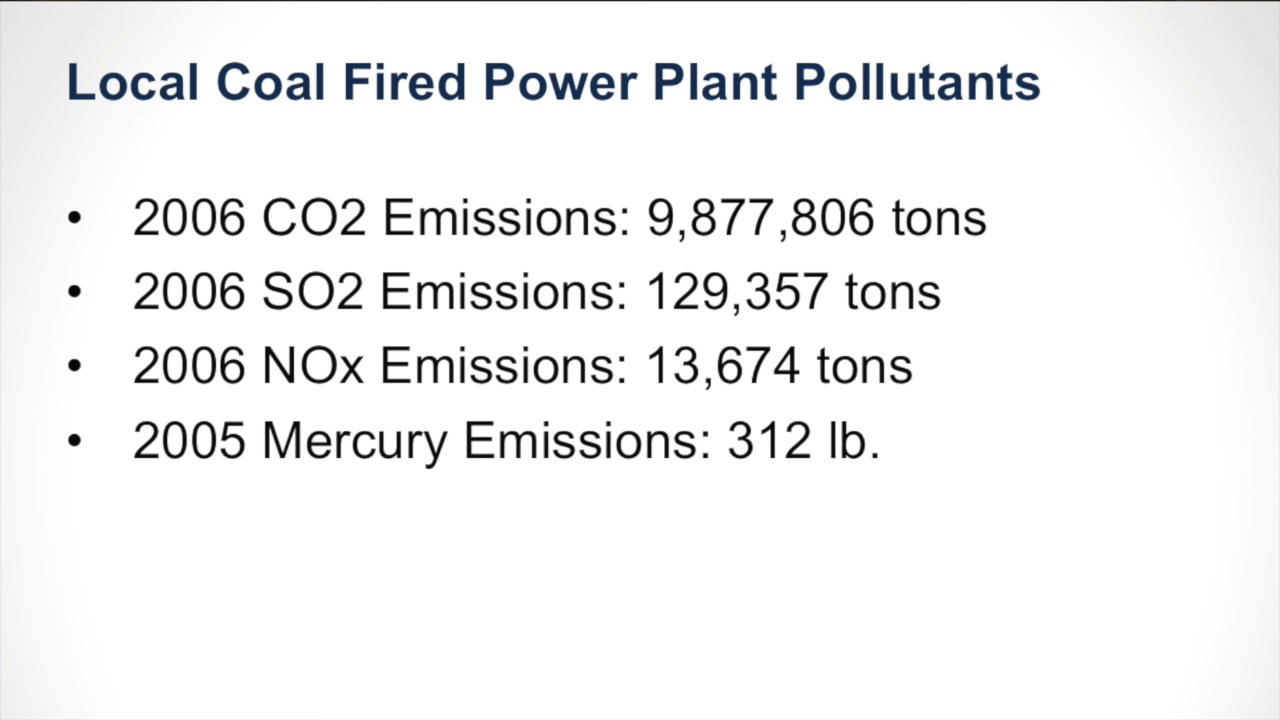 Local Coal Fired Power Plant Pollutants
• 2006 CO2 Emissions: 9,877,806 tons
• 2006 SO2 Emissions: 129,357 tons
• 2006 NOx Emissions: 13,674 tons
• 2005 Mercury Emissions: 312 lb.